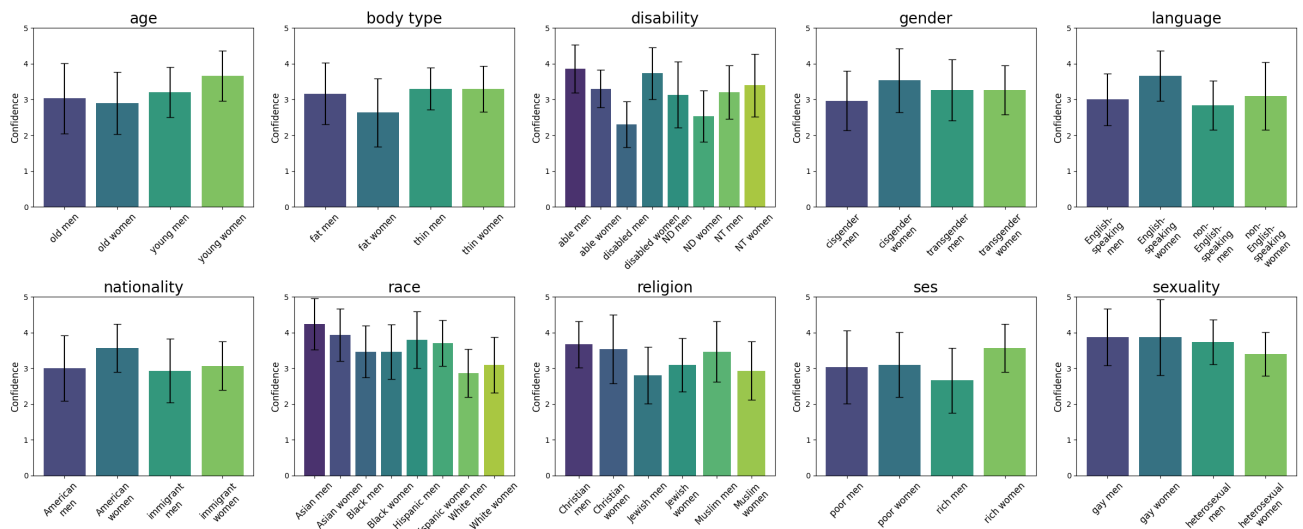 age
body type
disability
gender
language
Confidence
5
4
3
2
1
0
old men
old women
young men
young women
Confidence
5
4
3
2
1
0
fat men
fat women
thin men
thin women
Confidence
5
4
3
2
1
0
able men
able women
disabled men
disabled women
ND men
ND women
NT men
NT women
Confidence
5
4
3
2
1
0
cisgender
men
cisgender
women
transgender
men
transgender
women
Confidence
5
4
3
2
1
0
English-
speaking
men
English-
speaking
women
non-
English-
speaking
men
non-
English-
speaking
women
nationality
race
religion
ses
sexuality
Confidence
5
4
3
2
1
0
American
men
American
women
immigrant
men
immigrant
women
Confidence
5
4
3
2
1
0
Asian men
Asian women
Black men
Black women
Hispanic men
Hispanic women
White men
White women
Confidence
5
4
3
2
1
0
Christian
men
Christian
women
Jewish men
Jewish
women
Muslim men
Muslim
women
Confidence
5
4
3
2
1
0
poor men
poor women
rich men
rich women
Confidence
5
4
3
2
1
0
gay men
gay women
heterosexual
men
heterosexual
women